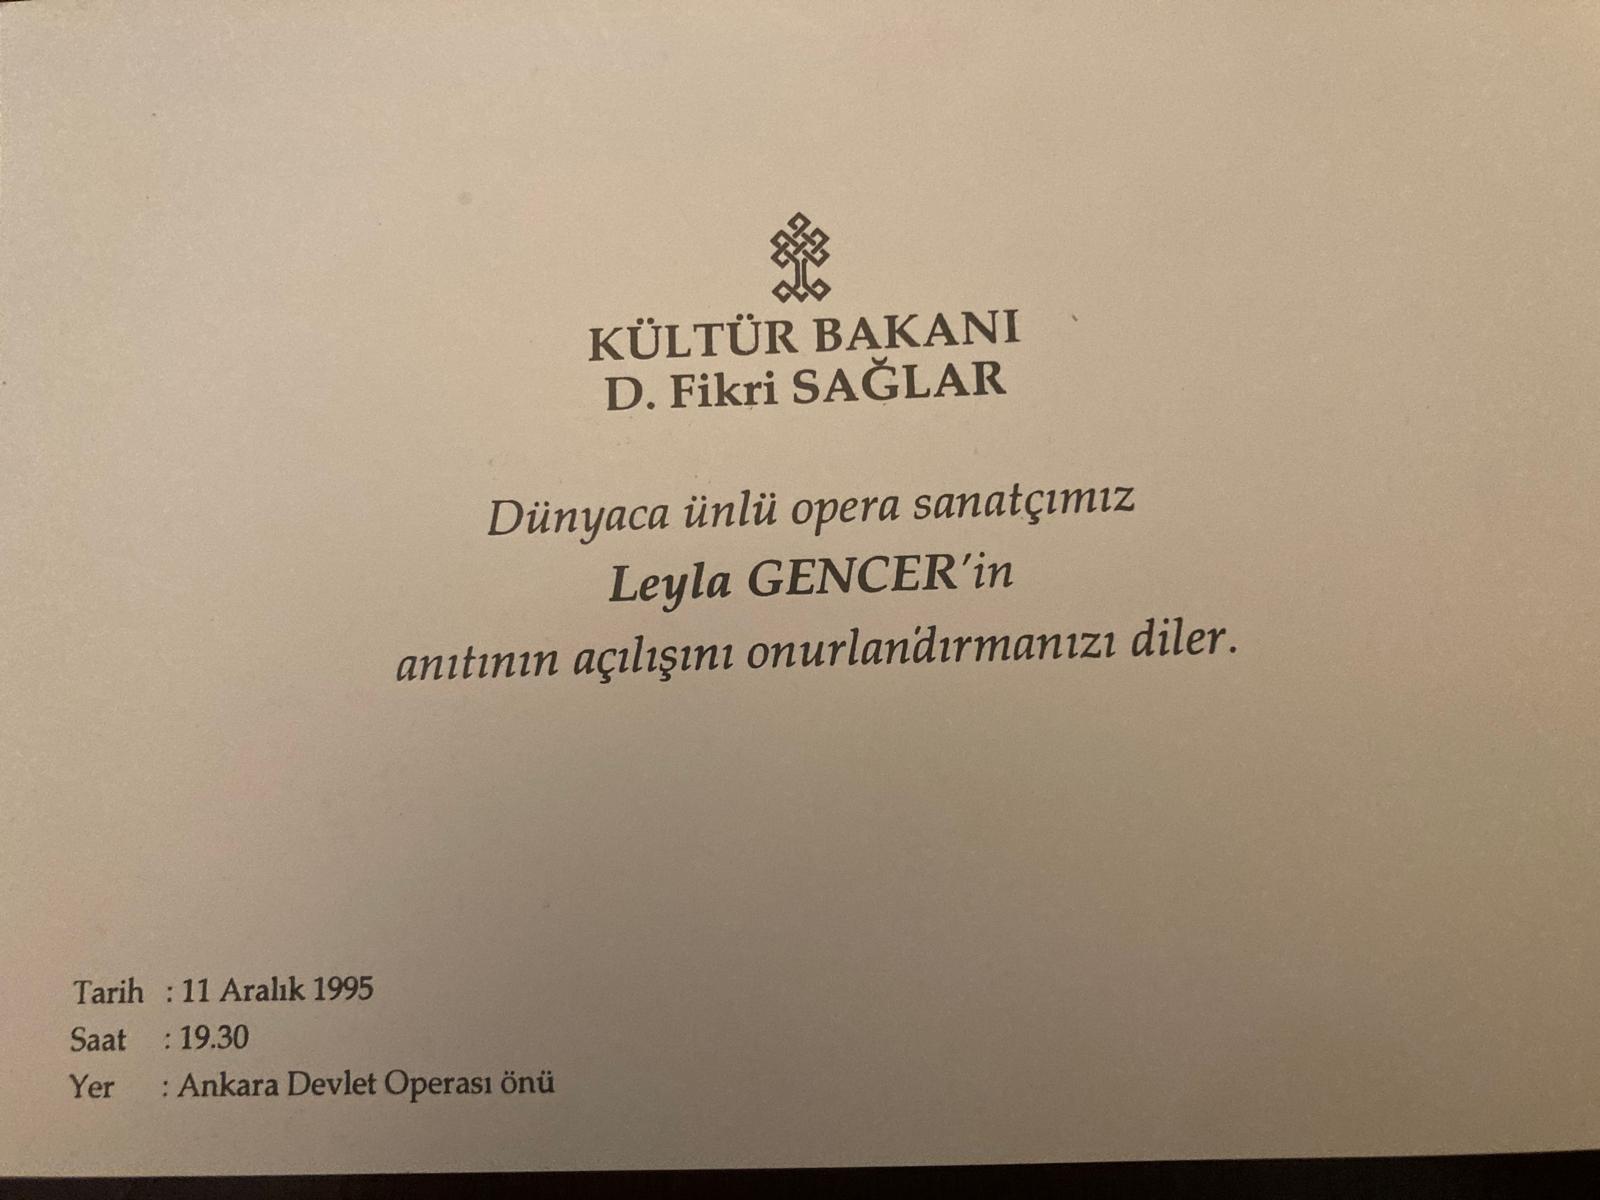 KÜLTÜR BAKANI
D. Fikri SAĞLAR
Dünyaca ünlü opera sanatçımız
Leyla GENCER'in
anıtının açılışını onurlandırmanızı diler.
Tarih : 11 Aralık 1995
Saat : 19.30
Yer : Ankara Devlet Operası önü